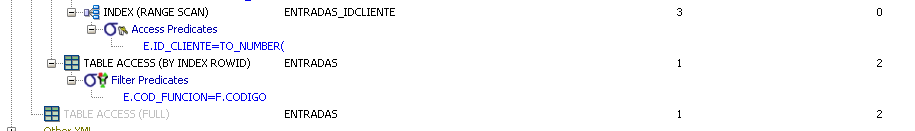 INDEX (RANGE SCAN) ENTRADAS_IDCLIENTE 3 0
Access Predicates
E.ID_CLIENTE=TO_NUMBER(
TABLE ACCESS (BY INDEX ROWID) ENTRADAS 1 2
Filter Predicates
E.COD_FUNCION=F.CODIGO
TABLE ACCESS (FULL) ENTRADAS 1 2
Other XML